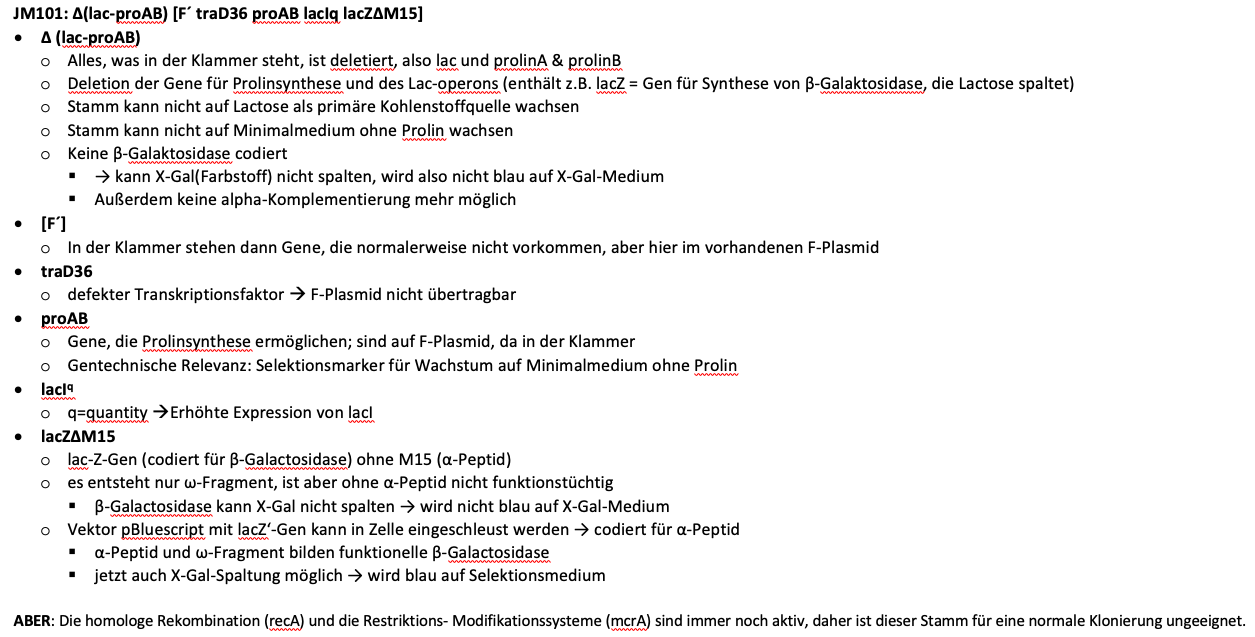 JM101: Δ(lac-proAB) [F´ traD36 proAB lacIq lacZΔM15]
• Δ (lac-proAB)
o Alles, was in der Klammer steht, ist deletiert, also lac und prolinA & prolinB
o Deletion der Gene für Prolinsynthese und des Lac-operons (enthält z.B. lacZ = Gen für Synthese von β-Galaktosidase, die Lactose spaltet)
o Stamm kann nicht auf Lactose als primäre Kohlenstoffquelle wachsen
o Stamm kann nicht auf Minimalmedium ohne Prolin wachsen
o Keine β-Galaktosidase codiert
▪ → kann X-Gal(Farbstoff) nicht spalten, wird also nicht blau auf X-Gal-Medium
▪ Außerdem keine alpha-Komplementierung mehr möglich
• [F´]
o In der Klammer stehen dann Gene, die normalerweise nicht vorkommen, aber hier im vorhandenen F-Plasmid
• traD36
o defekter Transkriptionsfaktor → F-Plasmid nicht übertragbar
• proAB
o Gene, die Prolinsynthese ermöglichen; sind auf F-Plasmid, da in der Klammer
o Gentechnische Relevanz: Selektionsmarker für Wachstum auf Minimalmedium ohne Prolin
• lacIq
o q=quantity →Erhöhte Expression von lacI
• lacZΔM15
o lac-Z-Gen (codiert für β-Galactosidase) ohne M15 (α-Peptid)
o es entsteht nur ω-Fragment, ist aber ohne α-Peptid nicht funktionstüchtig
▪ β-Galactosidase kann X-Gal nicht spalten → wird nicht blau auf X-Gal-Medium
o Vektor pBluescript mit lacZ‘-Gen kann in Zelle eingeschleust werden → codiert für α-Peptid
▪ α-Peptid und ω-Fragment bilden funktionelle β-Galactosidase
▪ jetzt auch X-Gal-Spaltung möglich → wird blau auf Selektionsmedium
ABER: Die homologe Rekombination (recA) und die Restriktions- Modifikationssysteme (mcrA) sind immer noch aktiv, daher ist dieser Stamm für eine normale Klonierung ungeeignet.